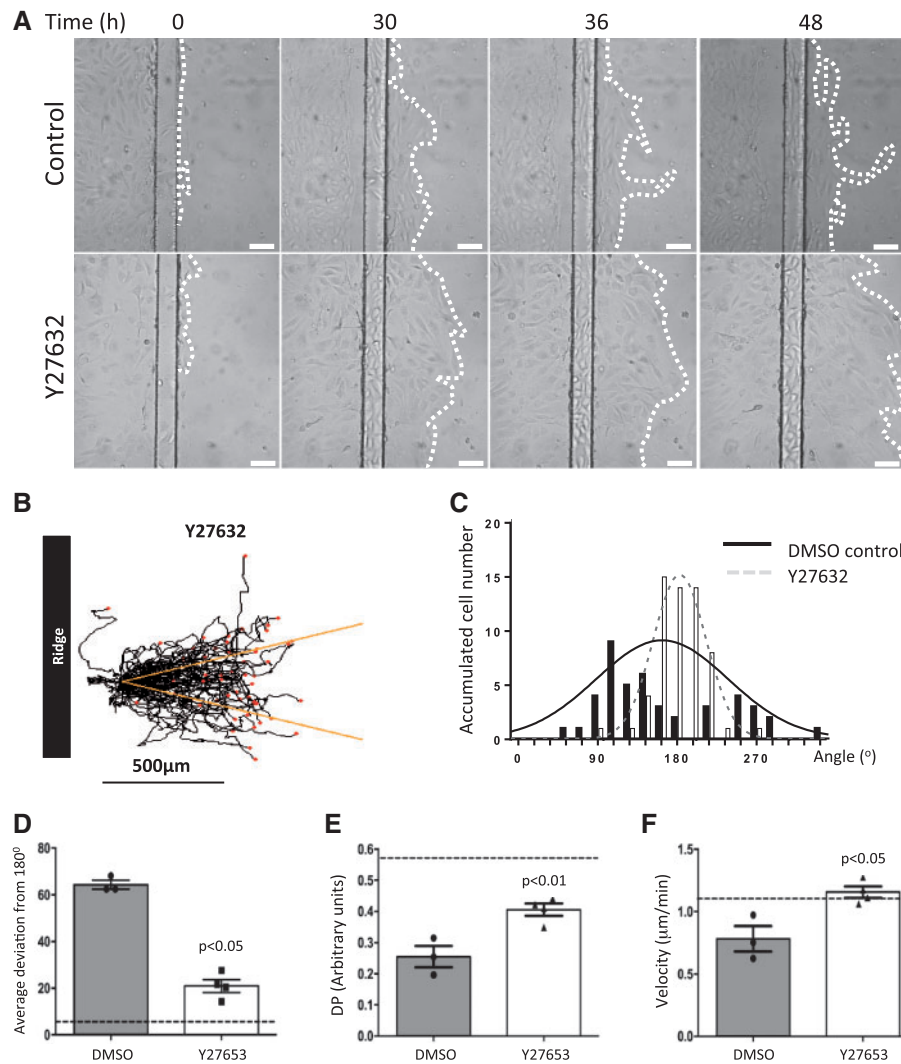 A Time (h) 0 30 36 48
Control
Y27632
B
Y27632
Ridge
500µm
C
Accumulated cell number
20
15
10
5
0
0 90 180 270 Angle (°)
DMSO control
Y27632
D
Average deviation from 180⁰
80
60
40
20
0
p<0.05
DMSO Y27653
E
DP (Arbitrary units)
0.6
0.5
0.4
0.3
0.2
0.1
0.0
p<0.01
DMSO Y27653
F
Velocity (µm/min)
1.5
1.0
0.5
0.0
p<0.05
DMSO Y27653